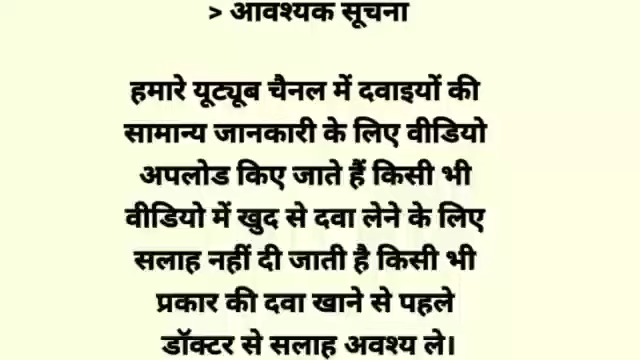 > आवश्यक सूचना
हमारे यूट्यूब चैनल में दवाइयों की
सामान्य जानकारी के लिए वीडियो
अपलोड किए जाते हैं किसी भी
वीडियो में खुद से दवा लेने के लिए
सलाह नहीं दी जाती है किसी भी
प्रकार की दवा खाने से पहले
डॉक्टर से सलाह अवश्य ले।